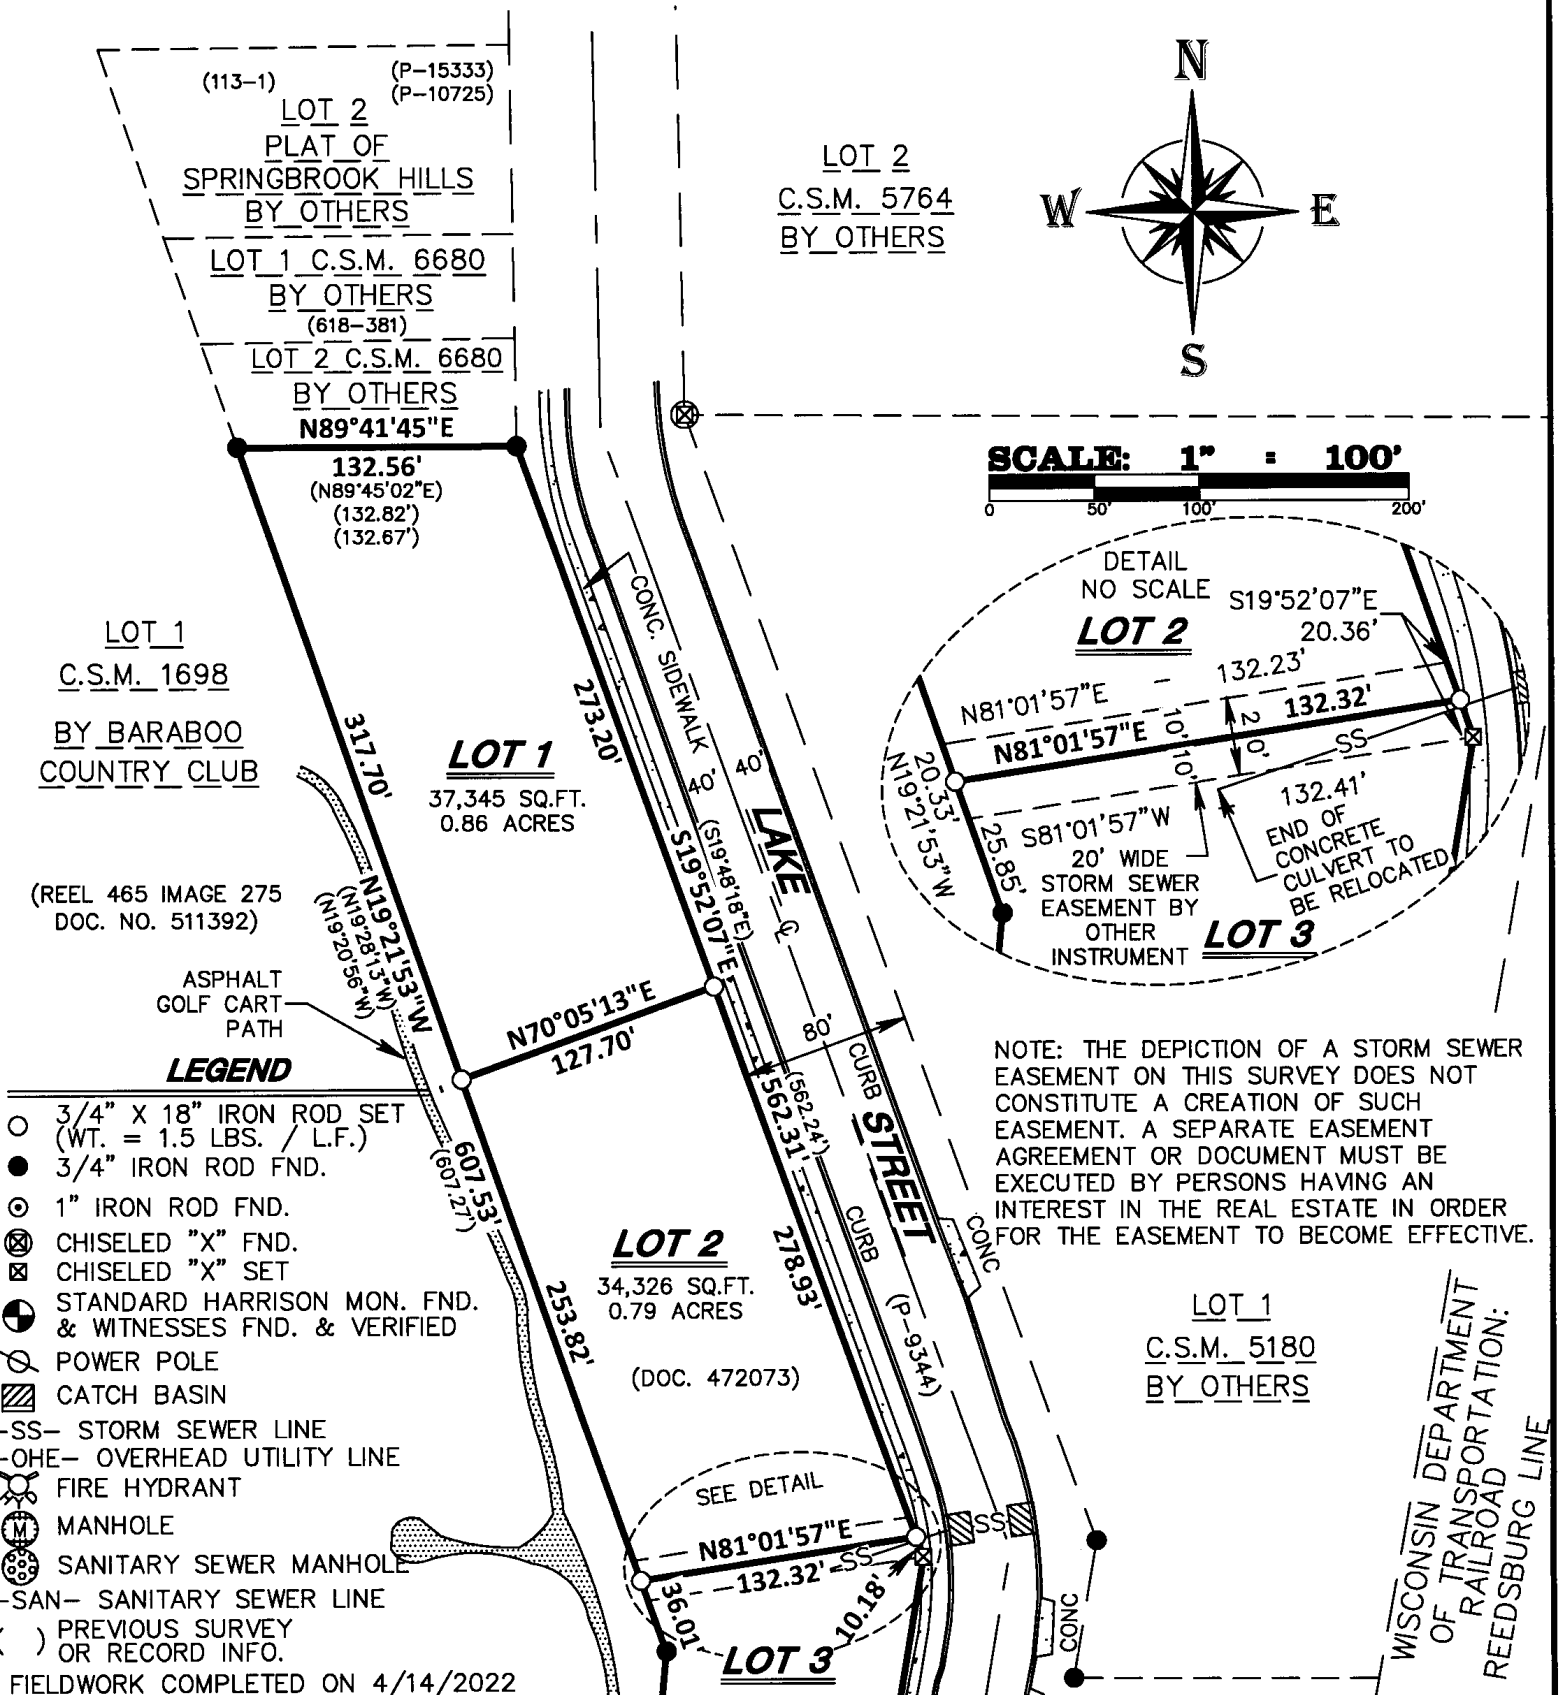 (113-1)
(P-15333)
(P-10725)
LOT 2
PLAT OF
SPRINGBROOK HILLS
BY OTHERS
LOT 1 C.S.M. 6680
BY OTHERS
(618-381)
LOT 2 C.S.M. 6680
BY OTHERS
N89°41'45"E
132.56'
(N89°45'02"E)
(132.82')
(132.67')
LOT 2
C.S.M. 5764
BY OTHERS
N
W
E
S
SCALE: 1" = 100'
0 50' 100' 200'
DETAIL
NO SCALE
LOT 2
S19°52'07"E
20.36'
132.23'
N81°01'57"E
132.32'
N81°01'57"E
10'
10'
20'
SS
20.33'
N19°21'53"W
25.85'
S81°01'57"W
132.41'
20' WIDE
STORM SEWER
EASEMENT BY
OTHER
INSTRUMENT
END OF
CONCRETE
CULVERT TO
BE RELOCATED
LOT 3
LOT 1
C.S.M. 1698
BY BARABOO
COUNTRY CLUB
(REEL 465 IMAGE 275
DOC. NO. 511392)
ASPHALT
GOLF CART
PATH
317.70'
LOT 1
37,345 SQ.FT.
0.86 ACRES
273.20'
CONC. SIDEWALK
40'
40'
LAKE
S19°52'07"E
(S19°48'18"E)
N19°21'53"W
(N19°28'13"W)
(N19°20'56"W)
N70°05'13"E
127.70'
80'
CURB
STREET
562.31'
(562.24')
607.53'
(607.27')
LOT 2
34,326 SQ.FT.
0.79 ACRES
(DOC. 472073)
253.82'
278.93'
CURB
(P-9344)
CONC
SEE DETAIL
N81°01'57"E
132.32'
SS
SS
36.01'
10.18'
LOT 3
CONC
NOTE: THE DEPICTION OF A STORM SEWER
EASEMENT ON THIS SURVEY DOES NOT
CONSTITUTE A CREATION OF SUCH
EASEMENT. A SEPARATE EASEMENT
AGREEMENT OR DOCUMENT MUST BE
EXECUTED BY PERSONS HAVING AN
INTEREST IN THE REAL ESTATE IN ORDER
FOR THE EASEMENT TO BECOME EFFECTIVE.
LOT 1
C.S.M. 5180
BY OTHERS
WISCONSIN DEPARTMENT
OF TRANSPORTATION:
RAILROAD
REEDSBURG LINE
LEGEND
3/4" X 18" IRON ROD SET
(WT. = 1.5 LBS. / L.F.)
3/4" IRON ROD FND.
1" IRON ROD FND.
CHISELED "X" FND.
CHISELED "X" SET
STANDARD HARRISON MON. FND.
& WITNESSES FND. & VERIFIED
POWER POLE
CATCH BASIN
-SS- STORM SEWER LINE
-OHE- OVERHEAD UTILITY LINE
FIRE HYDRANT
M MANHOLE
SANITARY SEWER MANHOLE
-SAN- SANITARY SEWER LINE
( ) PREVIOUS SURVEY
OR RECORD INFO.
FIELDWORK COMPLETED ON 4/14/2022